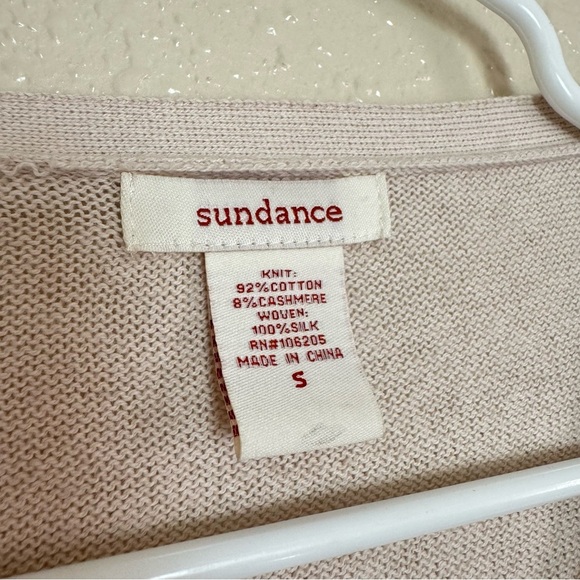 sundance
KNIT:
92%COTTON
8%CASHMERE
WOVEN:
100%SILK
RN#106205
MADE IN CHINA
S